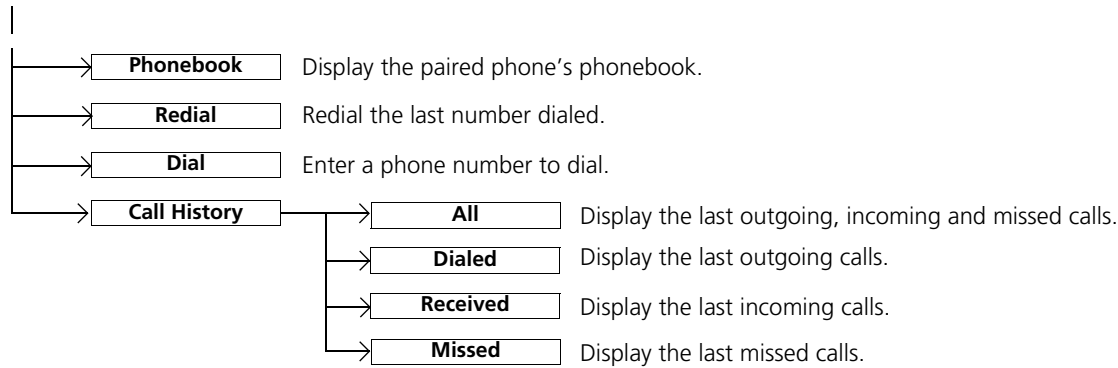 Phonebook Display the paired phone’s phonebook.
Redial Redial the last number dialed.
Dial Enter a phone number to dial.
Call History All Display the last outgoing, incoming and missed calls.
Dialed Display the last outgoing calls.
Received Display the last incoming calls.
Missed Display the last missed calls.